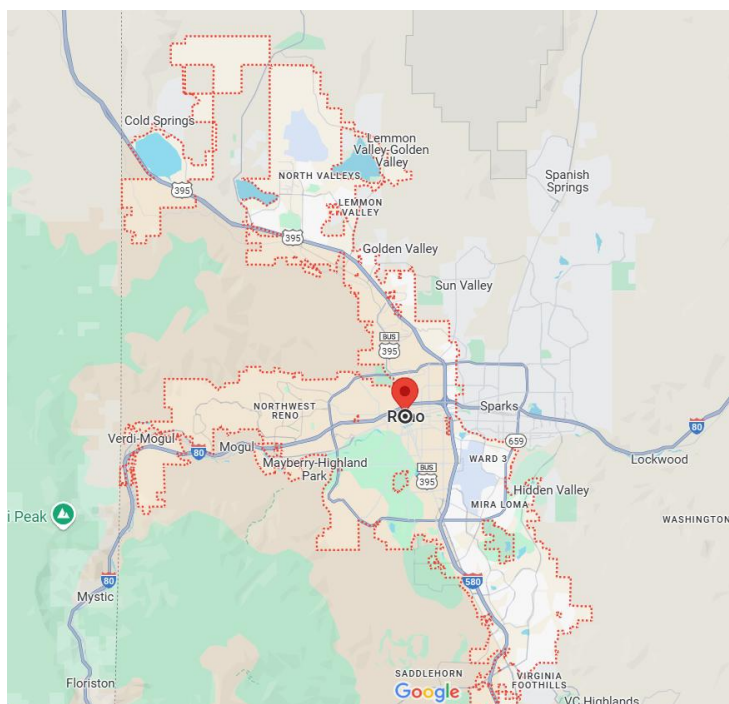 Cold Springs
Lemmon
Valley-Golden
Valley
NORTH VALLEYS
Spanish
Springs
395
LEMMON
VALLEY
395
Golden Valley
Sun Valley
BUS
395
NORTHWEST
RENO
Sparks
80
Verdi-Mogul
Mogul
80
659
WARD 3
Lockwood
Mayberry-Highland
Park
BUS
395
Hidden Valley
MIRA LOMA
i Peak
WASHINGTON
80
580
Mystic
SADDLEHORN
Floriston
Google
VIRGINIA
FOOTHILLS
VC Highlands